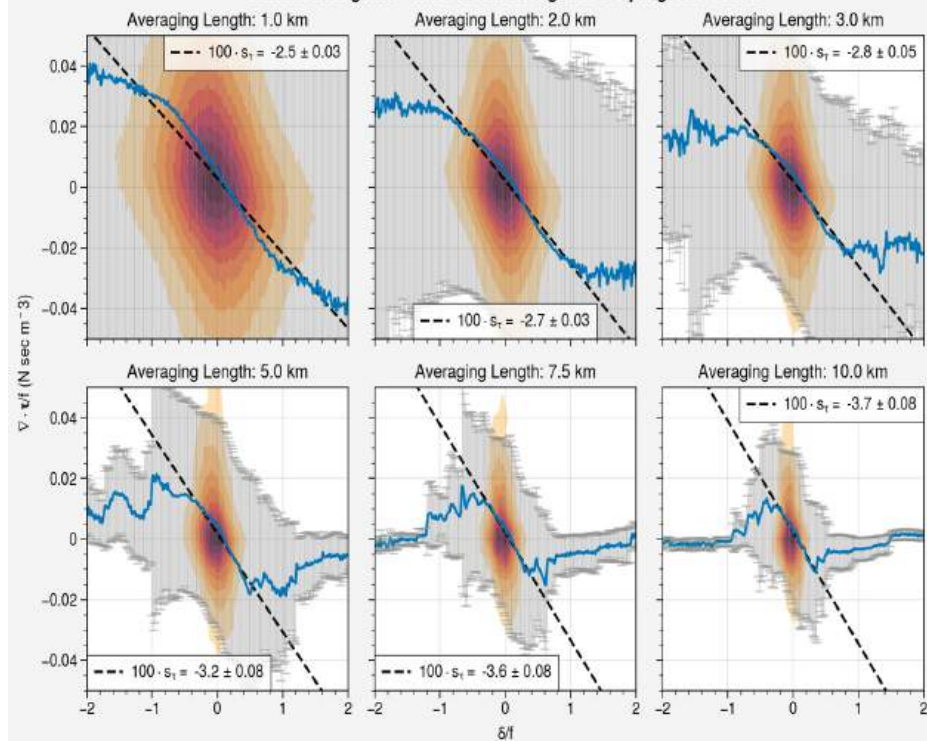 Averaging Length: 1.0 km
Averaging Length: 2.0 km
Averaging Length: 3.0 km
100 · sτ = -2.5 ± 0.03
100 · sτ = -2.7 ± 0.03
100 · sτ = -2.8 ± 0.05
0.04
0.02
0
−0.02
−0.04
Averaging Length: 5.0 km
Averaging Length: 7.5 km
Averaging Length: 10.0 km
100 · sτ = -3.2 ± 0.08
100 · sτ = -3.6 ± 0.08
100 · sτ = -3.7 ± 0.08
0.04
0.02
0
−0.02
−0.04
∇ · τ/f (N sec m−3)
−2 −1 0 1 2
−2 −1 0 1 2
−2 −1 0 1 2
δ/f